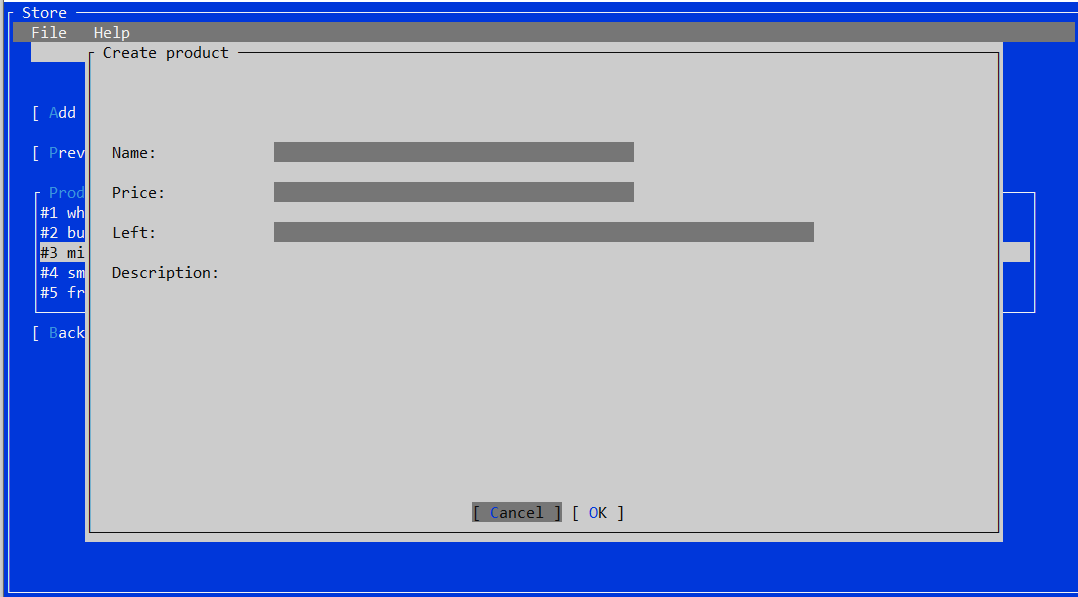 Store
File Help
Create product
[ Add
[ Prev
Name:
Prod
Price:
#1 wh
#2 bu
Left:
#3 mi
#4 sm
Description:
#5 fr
[ Back
[ Cancel ] [ OK ]